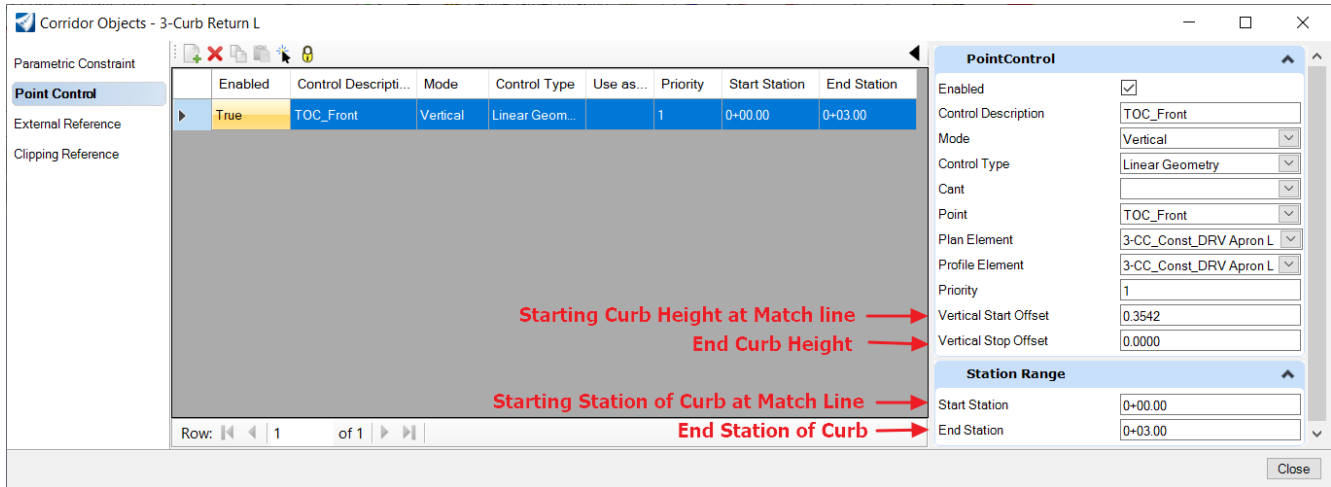 Corridor Objects - 3-Curb Return L
Parametric Constraint
Point Control
External Reference
Clipping Reference
Enabled Control Descripti... Mode Control Type Use as... Priority Start Station End Station
True TOC_Front Vertical Linear Geom... 1 0+00.00 0+03.00
Row: 1 of 1
PointControl
Enabled
Control Description TOC_Front
Mode Vertical
Control Type Linear Geometry
Cant
Point TOC_Front
Plan Element 3-CC_Const_DRV Apron L
Profile Element 3-CC_Const_DRV Apron L
Priority 1
Starting Curb Height at Match line Vertical Start Offset 0.3542
End Curb Height Vertical Stop Offset 0.0000
Station Range
Starting Station of Curb at Match Line Start Station 0+00.00
End Station of Curb End Station 0+03.00
Close